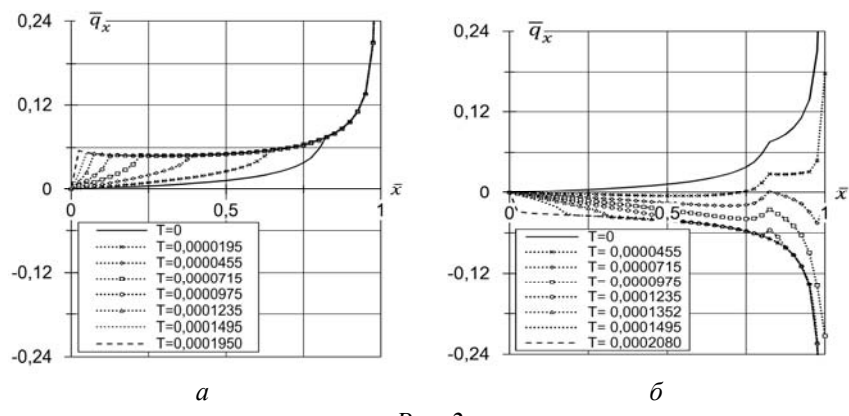 0,24
q̅ₓ
0,12
0
0
0,5
1
x̅
-0,12
-0,24
T=0
T=0,0000195
T=0,0000455
T=0,0000715
T=0,0000975
T=0,0001235
T=0,0001495
T=0,0001950
а
0,24
q̅ₓ
0,12
0
0
0,5
1
x̅
-0,12
-0,24
T=0
T= 0,0000455
T= 0,0000715
T= 0,0000975
T= 0,0001235
T= 0,0001352
T= 0,0001495
T= 0,0002080
б